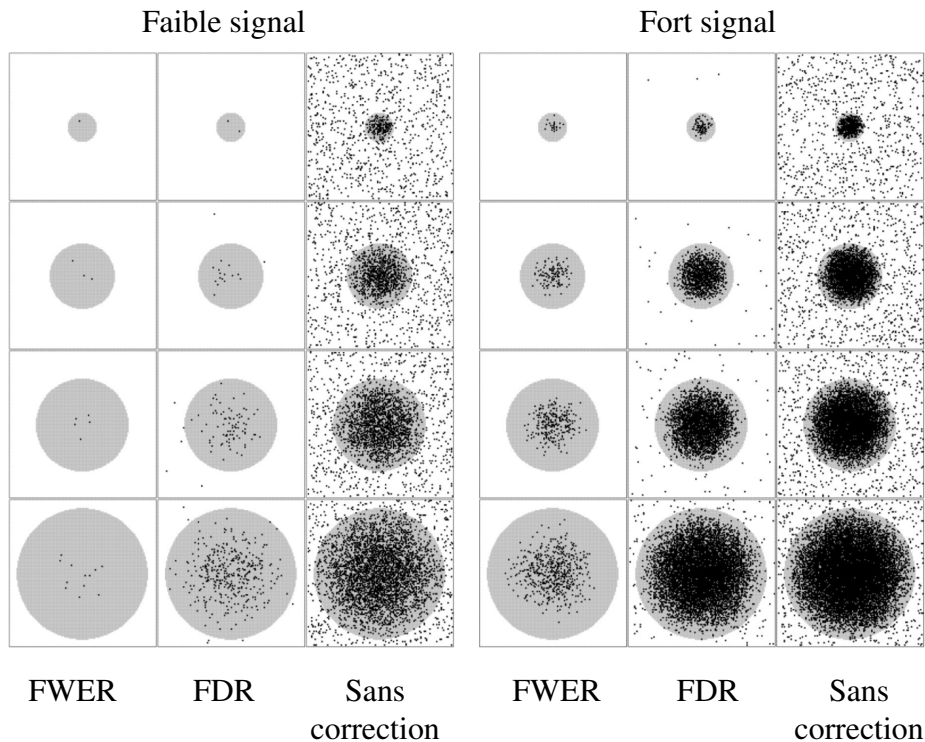 Faible signal
Fort signal
FWER
FDR
Sans
correction
FWER
FDR
Sans
correction